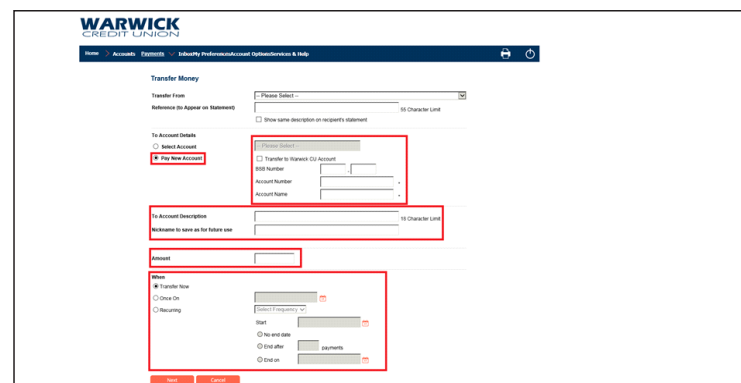 WARWICK
CREDIT UNION
Home Accounts Payments InboxMy PreferencesAccount OptionsServices & Help
Transfer Money
Transfer From -- Please Select --
Reference (to Appear on Statement) 55 Character Limit
Show same description on recipient's statement
To Account Details
Select Account -- Please Select --
Pay New Account Transfer to Warwick CU Account
BSB Number -
Account Number *
Account Name *
To Account Description 18 Character Limit
Nickname to save as for future use
Amount
When
Transfer Now
Once On
Recurring Select Frequency
Start
No end date
End after payments
End on
Next Cancel